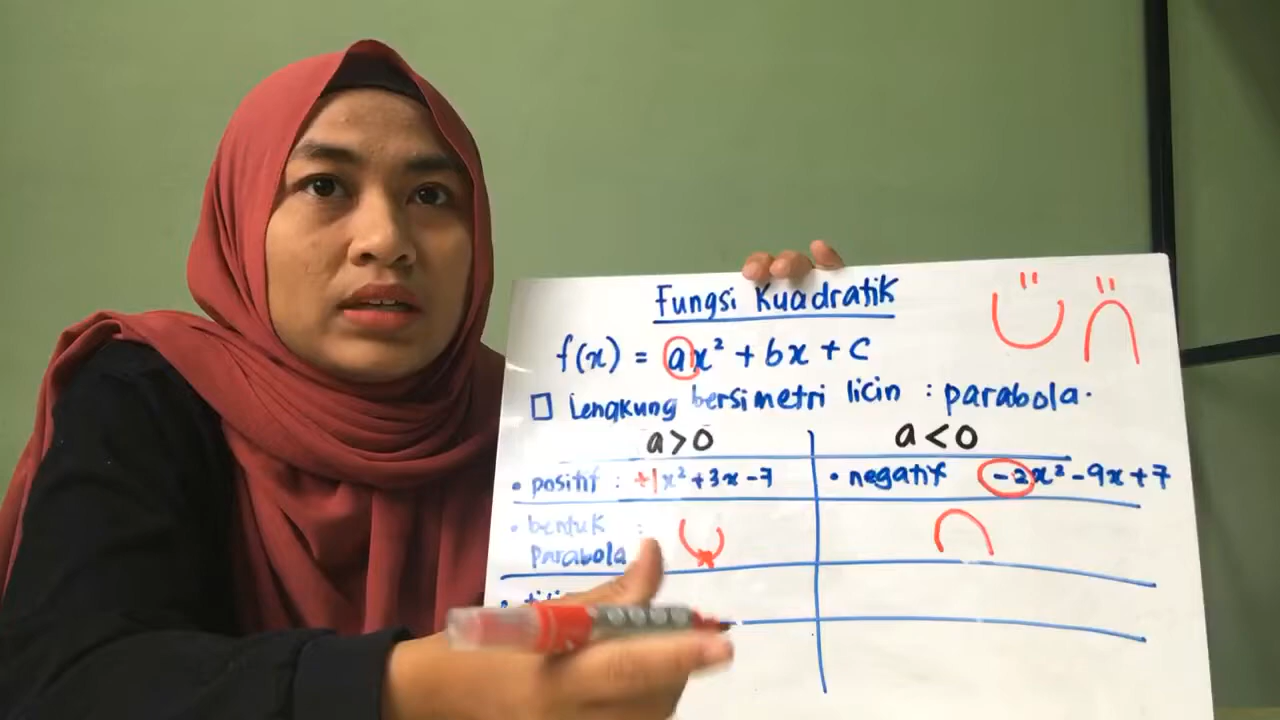 Fungsi Kuadratik
f(x) = ax² + bx + c
Lengkung bersimetri licin : parabola.
a > 0
a < 0
• positif : +1x² + 3x - 7
• negatif -2x² - 9x + 7
• bentuk :
parabola